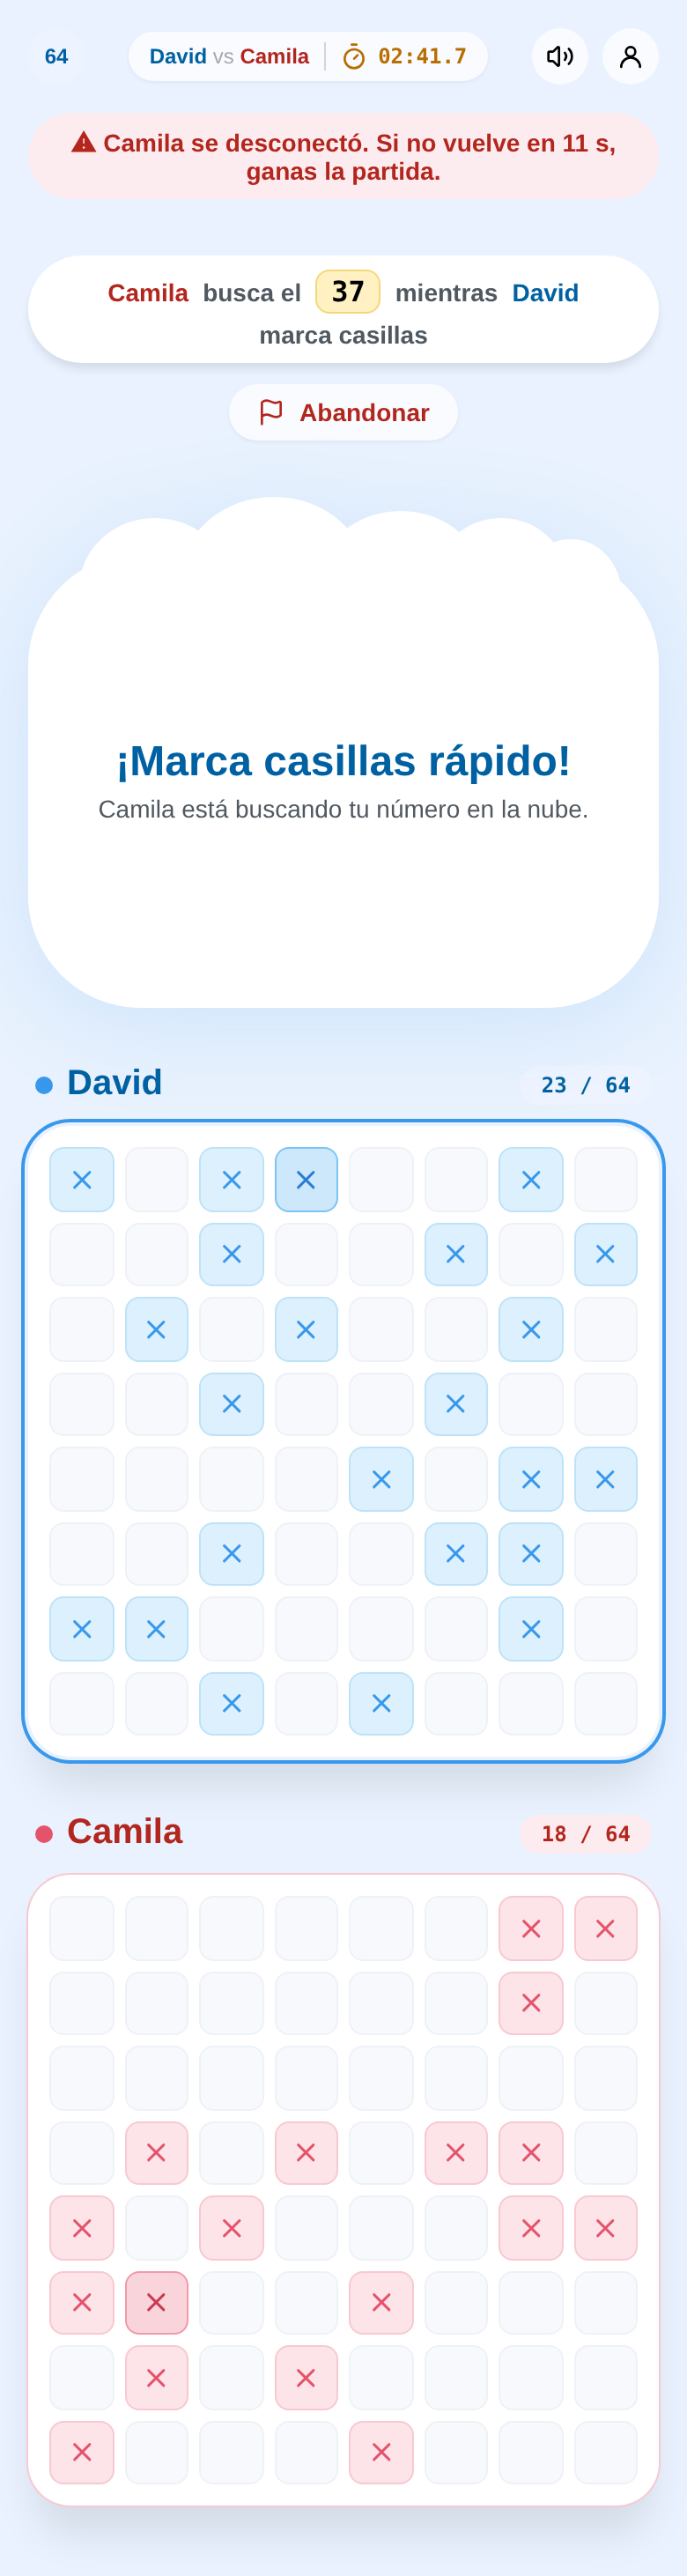 64
David vs Camila 02:41.7
Camila se desconectó. Si no vuelve en 11 s,
ganas la partida.
Camila busca el 37 mientras David
marca casillas
Abandonar
¡Marca casillas rápido!
Camila está buscando tu número en la nube.
David 23 / 64
Camila 18 / 64